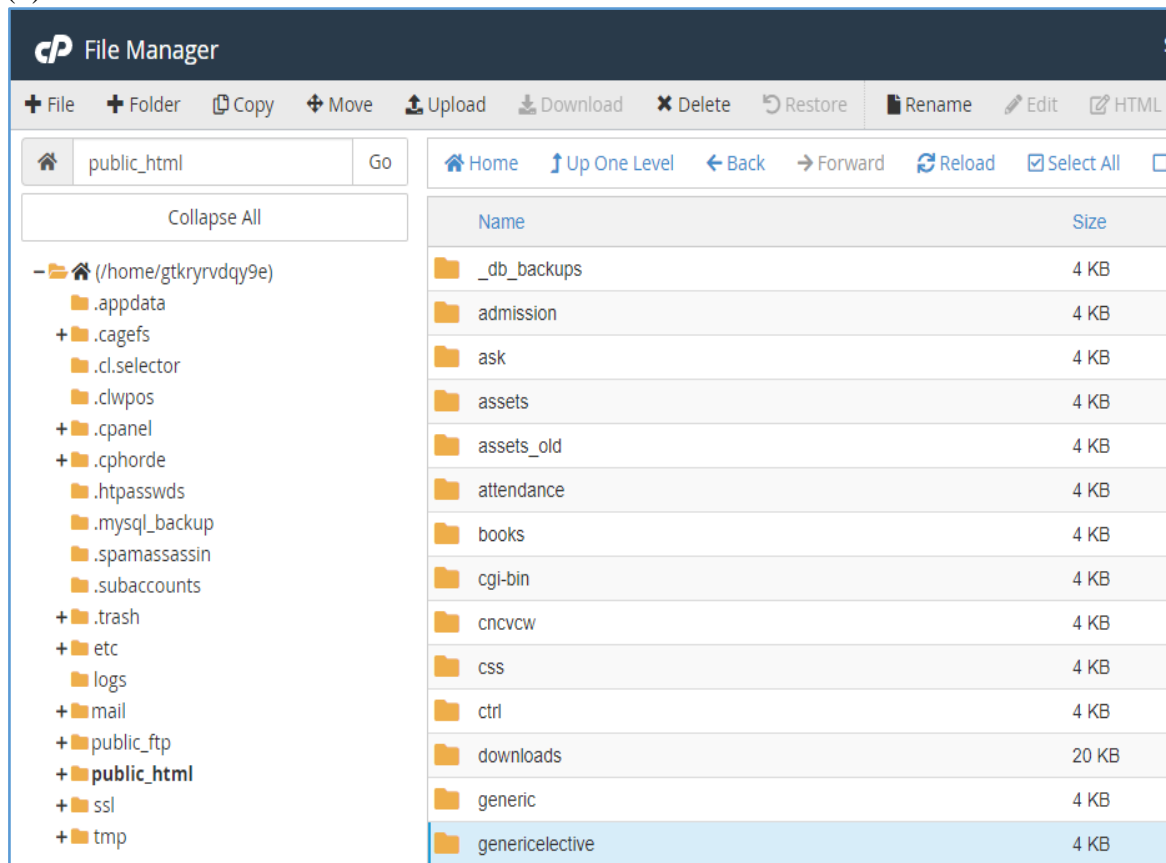 cP File Manager
File Folder Copy Move Upload Download Delete Restore Rename Edit HTML
public_html Go
Home Up One Level Back Forward Reload Select All
Collapse All
Name Size
(/home/gtkryrvdqy9e)
.appdata
.cagefs
.cl.selector
.clwpos
.cpanel
.cphorde
.htpasswds
.mysql_backup
.spamassassin
.subaccounts
.trash
etc
logs
mail
public_ftp
public_html
ssl
tmp
_db_backups 4 KB
admission 4 KB
ask 4 KB
assets 4 KB
assets_old 4 KB
attendance 4 KB
books 4 KB
cgi-bin 4 KB
cncvcw 4 KB
css 4 KB
ctrl 4 KB
downloads 20 KB
generic 4 KB
genericelective 4 KB